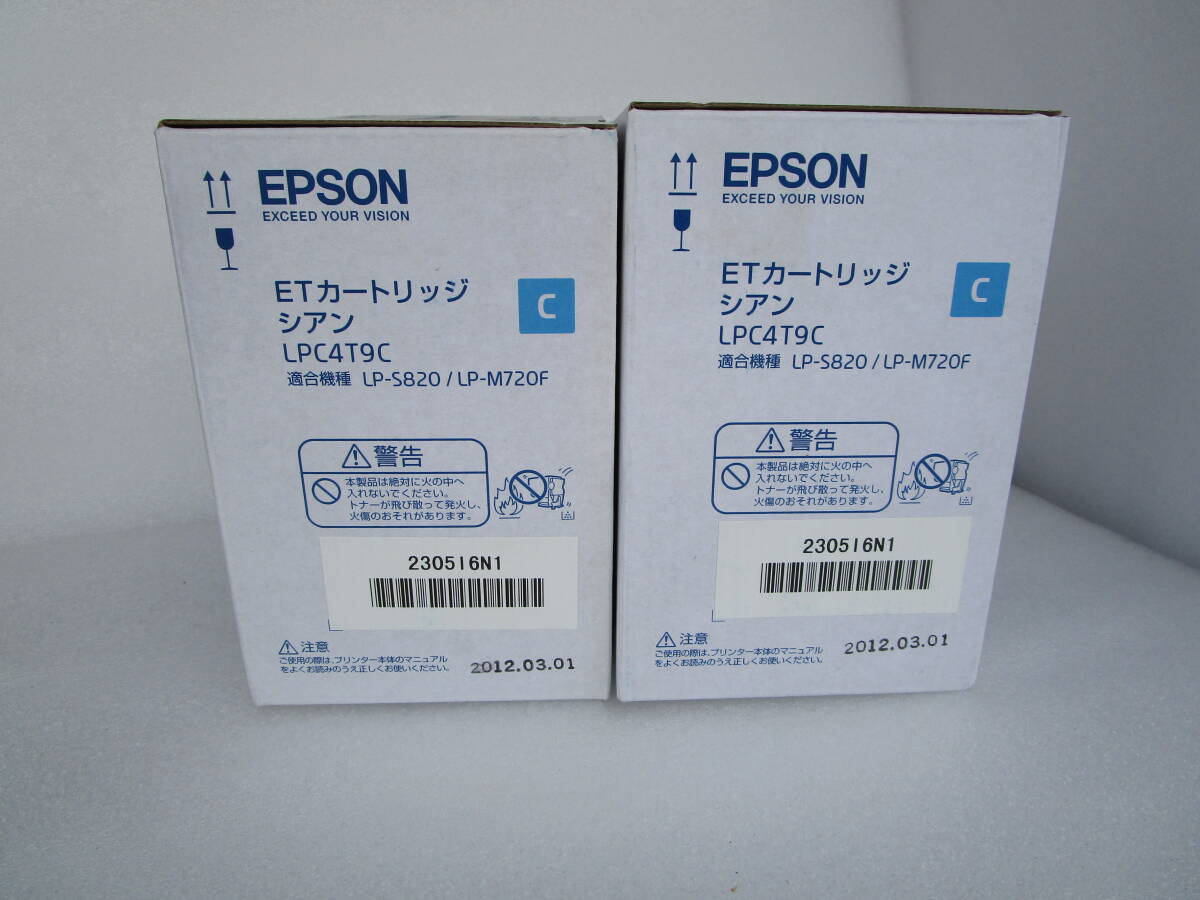 EPSON
EXCEED YOUR VISION
ETカートリッジ
シアン
C
LPC4T9C
適合機種 LP-S820 / LP-M720F
警告
本製品は絶対に火の中へ
入れないでください。
トナーが飛び散って発火し、
火傷のおそれがあります。
230516N1
注意
ご使用の際は、プリンター本体のマニュアル
をよくお読みのうえ正しくお使いください。
2012.03.01
EPSON
EXCEED YOUR VISION
ETカートリッジ
シアン
C
LPC4T9C
適合機種 LP-S820 / LP-M720F
警告
本製品は絶対に火の中へ
入れないでください。
トナーが飛び散って発火し、
火傷のおそれがあります。
230516N1
注意
ご使用の際は、プリンター本体のマニュアル
をよくお読みのうえ正しくお使いください。
2012.03.01